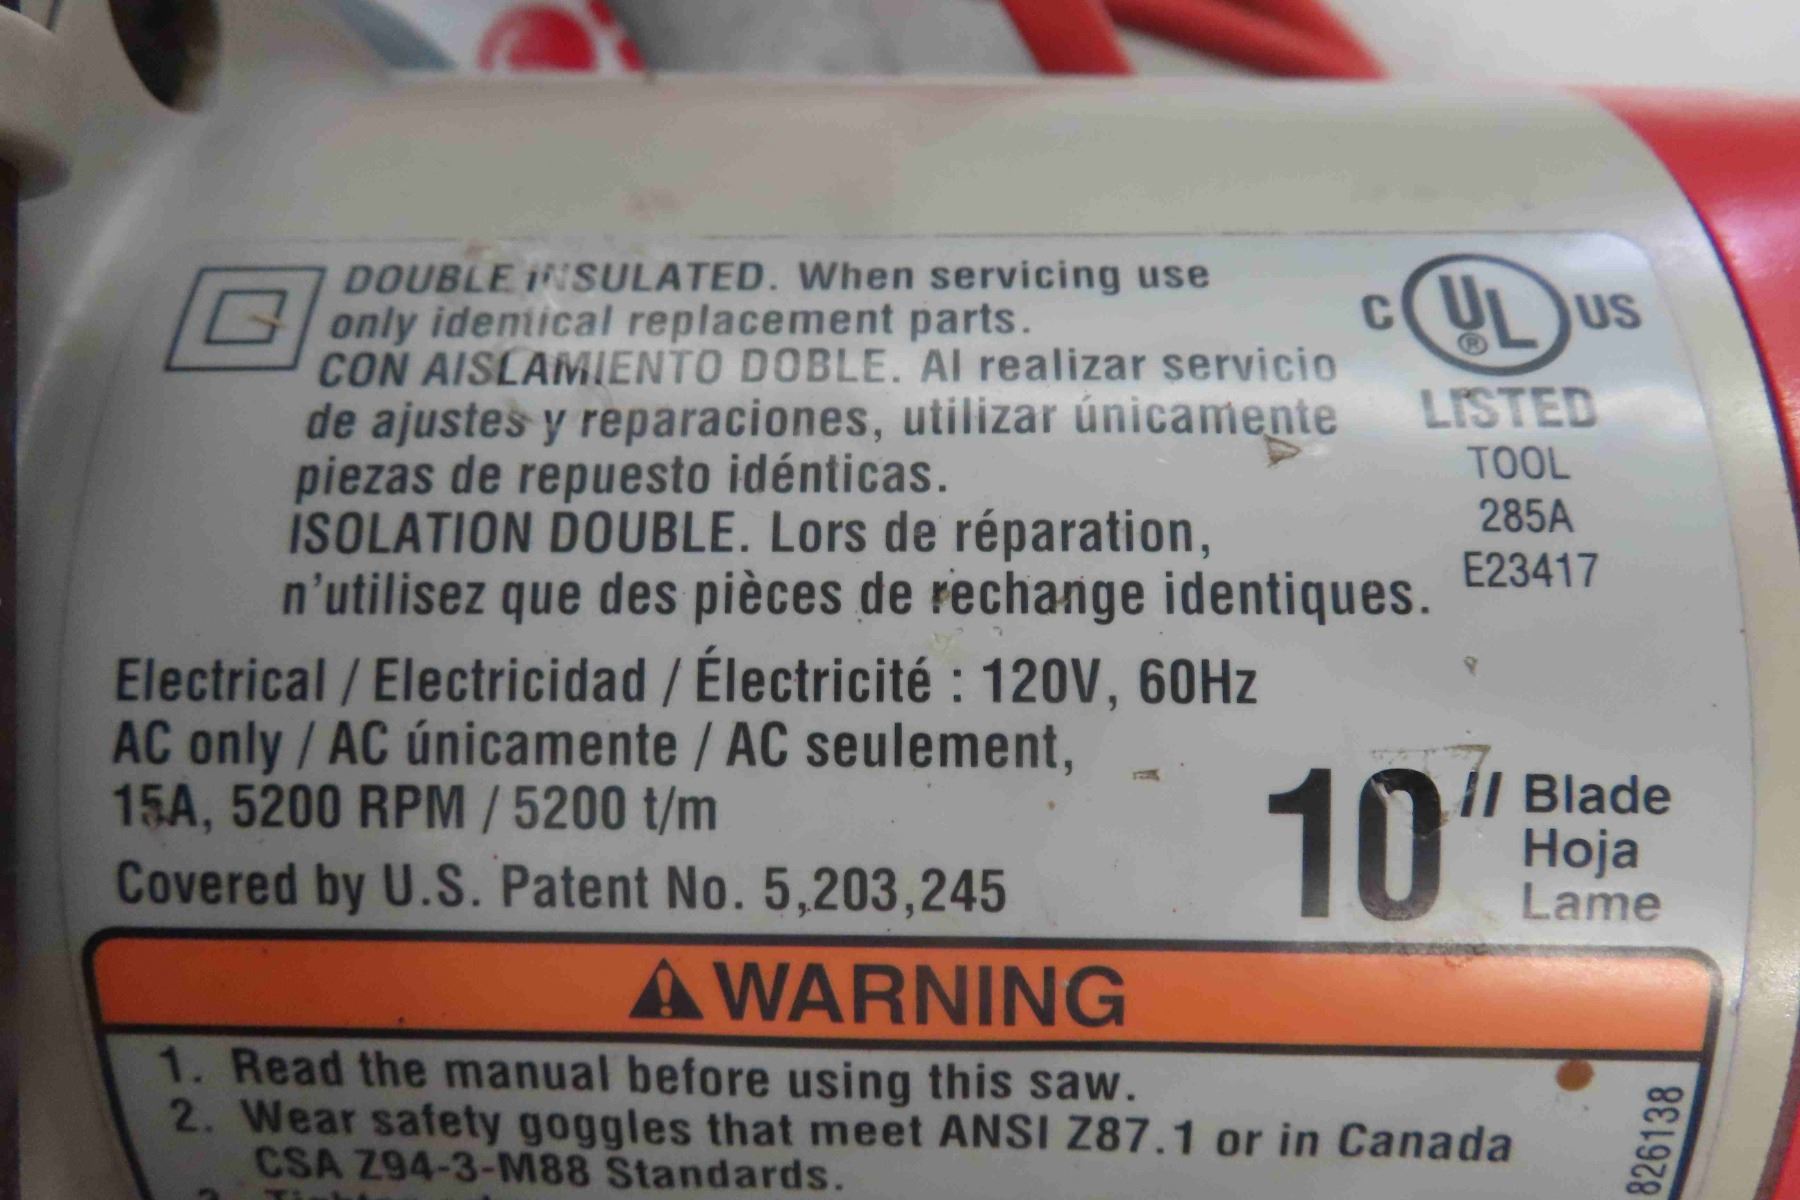 DOUBLE INSULATED. When servicing use
only identical replacement parts.
CON AISLAMIENTO DOBLE. Al realizar servicio
de ajustes y reparaciones, utilizar únicamente
piezas de repuesto idénticas.
ISOLATION DOUBLE. Lors de réparation,
n'utilisez que des pièces de rechange identiques.
C UL ® US
LISTED
TOOL
285A
E23417
Electrical / Electricidad / Électricité : 120V, 60Hz
AC only / AC únicamente / AC seulement,
15A, 5200 RPM / 5200 t/m
Covered by U.S. Patent No. 5,203,245
10" Blade
Hoja
Lame
WARNING
1. Read the manual before using this saw.
2. Wear safety goggles that meet ANSI Z87.1 or in Canada
CSA Z94-3-M88 Standards.
826138